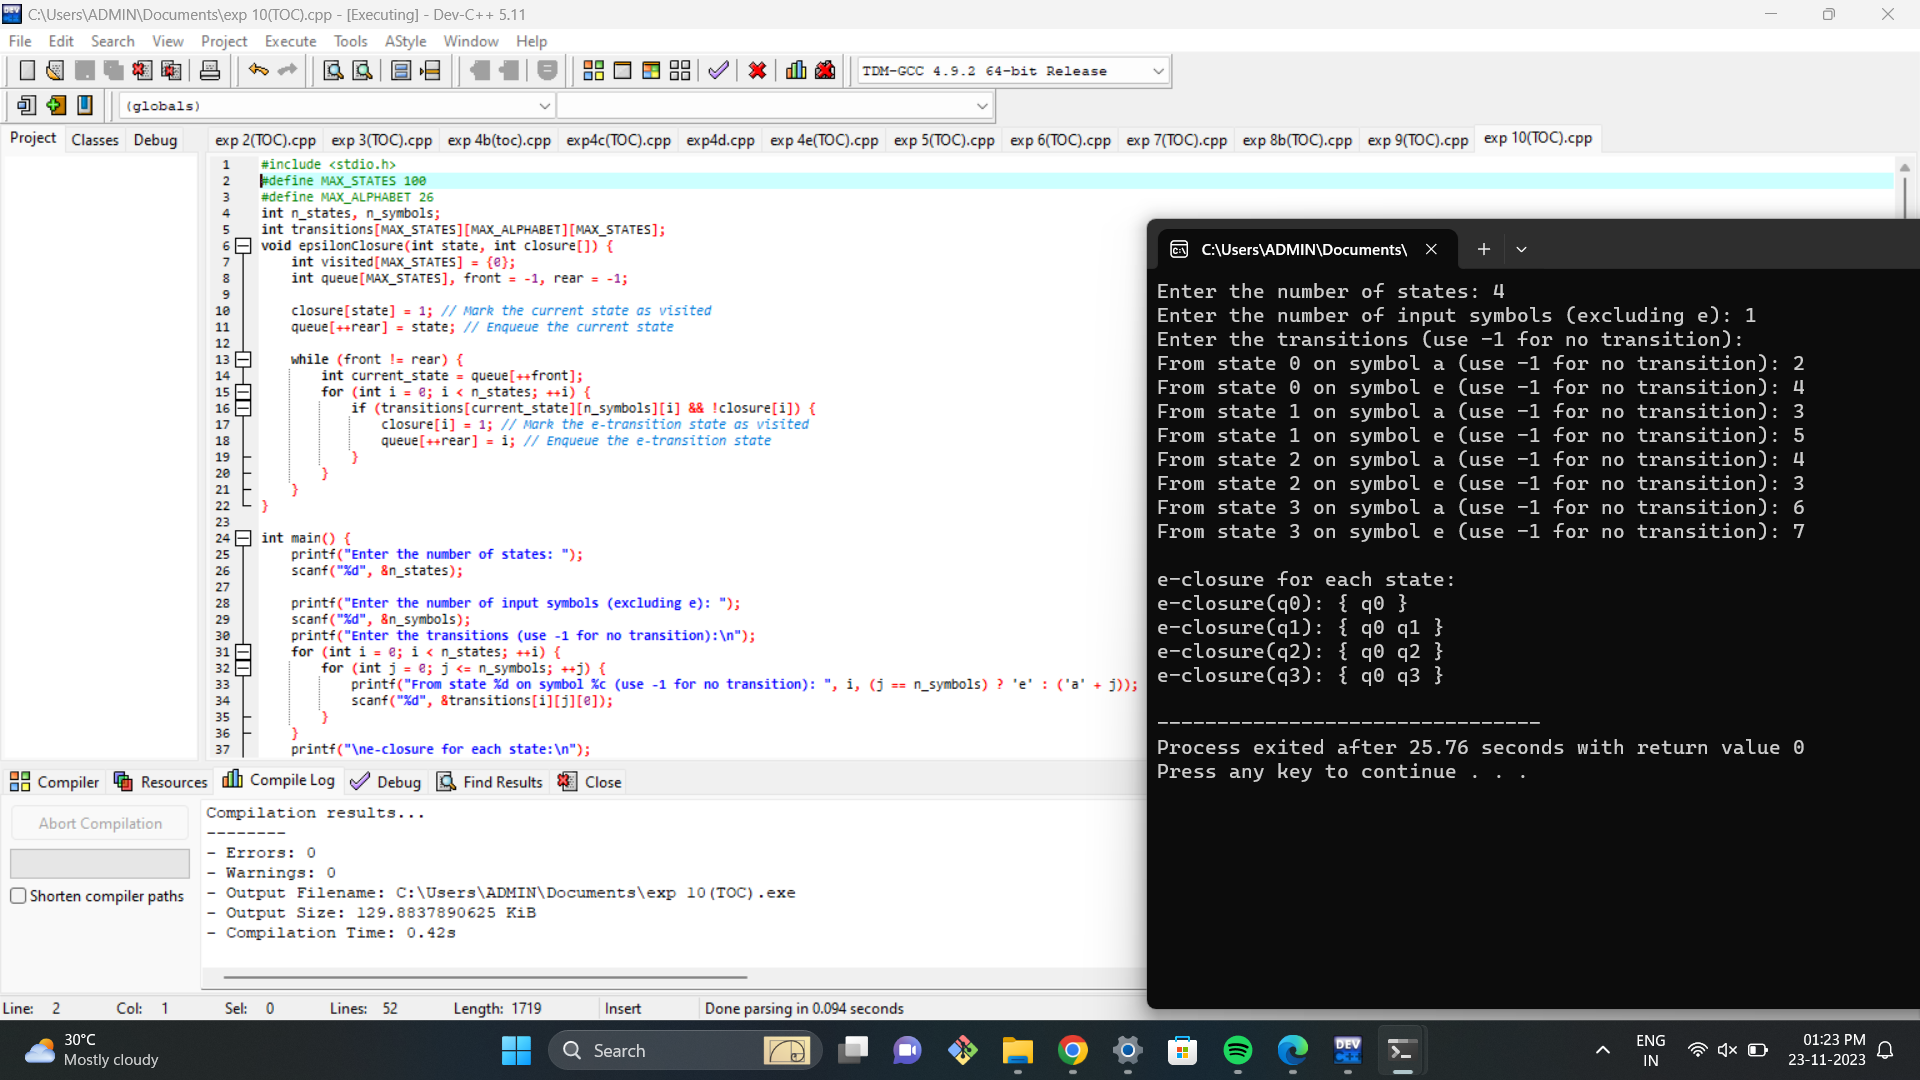 C:\Users\ADMIN\Documents\exp 10(TOC).cpp - [Executing] - Dev-C++ 5.11
File Edit Search View Project Execute Tools AStyle Window Help
TDM-GCC 4.9.2 64-bit Release
(globals)
Project Classes Debug
exp 2(TOC).cpp exp 3(TOC).cpp exp 4b(toc).cpp exp4c(TOC).cpp exp4d.cpp exp 4e(TOC).cpp exp 5(TOC).cpp exp 6(TOC).cpp exp 7(TOC).cpp exp 8b(TOC).cpp exp 9(TOC).cpp exp 10(TOC).cpp
1 #include <stdio.h>
2 #define MAX_STATES 100
3 #define MAX_ALPHABET 26
4 int n_states, n_symbols;
5 int transitions[MAX_STATES][MAX_ALPHABET][MAX_STATES];
6 void epsilonClosure(int state, int closure[]) {
7 int visited[MAX_STATES] = {0};
8 int queue[MAX_STATES], front = -1, rear = -1;
9
10 closure[state] = 1; // Mark the current state as visited
11 queue[++rear] = state; // Enqueue the current state
12
13 while (front != rear) {
14 int current_state = queue[++front];
15 for (int i = 0; i < n_states; ++i) {
16 if (transitions[current_state][n_symbols][i] && !closure[i]) {
17 closure[i] = 1; // Mark the e-transition state as visited
18 queue[++rear] = i; // Enqueue the e-transition state
19 }
20 }
21 }
22 }
23
24 int main() {
25 printf("Enter the number of states: ");
26 scanf("%d", &n_states);
27
28 printf("Enter the number of input symbols (excluding e): ");
29 scanf("%d", &n_symbols);
30 printf("Enter the transitions (use -1 for no transition):\n");
31 for (int i = 0; i < n_states; ++i) {
32 for (int j = 0; j <= n_symbols; ++j) {
33 printf("From state %d on symbol %c (use -1 for no transition): ", i, (j == n_symbols) ? 'e' : ('a' + j));
34 scanf("%d", &transitions[i][j][0]);
35 }
36 }
37 printf("\ne-closure for each state:\n");
C:\Users\ADMIN\Documents\
Enter the number of states: 4
Enter the number of input symbols (excluding e): 1
Enter the transitions (use -1 for no transition):
From state 0 on symbol a (use -1 for no transition): 2
From state 0 on symbol e (use -1 for no transition): 4
From state 1 on symbol a (use -1 for no transition): 3
From state 1 on symbol e (use -1 for no transition): 5
From state 2 on symbol a (use -1 for no transition): 4
From state 2 on symbol e (use -1 for no transition): 3
From state 3 on symbol a (use -1 for no transition): 6
From state 3 on symbol e (use -1 for no transition): 7
e-closure for each state:
e-closure(q0): { q0 }
e-closure(q1): { q0 q1 }
e-closure(q2): { q0 q2 }
e-closure(q3): { q0 q3 }
--------------------------------
Process exited after 25.76 seconds with return value 0
Press any key to continue . . .
Compiler Resources Compile Log Debug Find Results Close
Abort Compilation
Shorten compiler paths
Compilation results...
--------
- Errors: 0
- Warnings: 0
- Output Filename: C:\Users\ADMIN\Documents\exp 10(TOC).exe
- Output Size: 129.8837890625 KiB
- Compilation Time: 0.42s
Line: 2 Col: 1 Sel: 0 Lines: 52 Length: 1719 Insert Done parsing in 0.094 seconds
30°C
Mostly cloudy
Search
DEV C++
ENG
IN
01:23 PM
23-11-2023